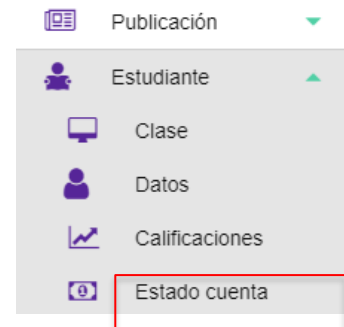 Publicación
Estudiante
Clase
Datos
Calificaciones
Estado cuenta